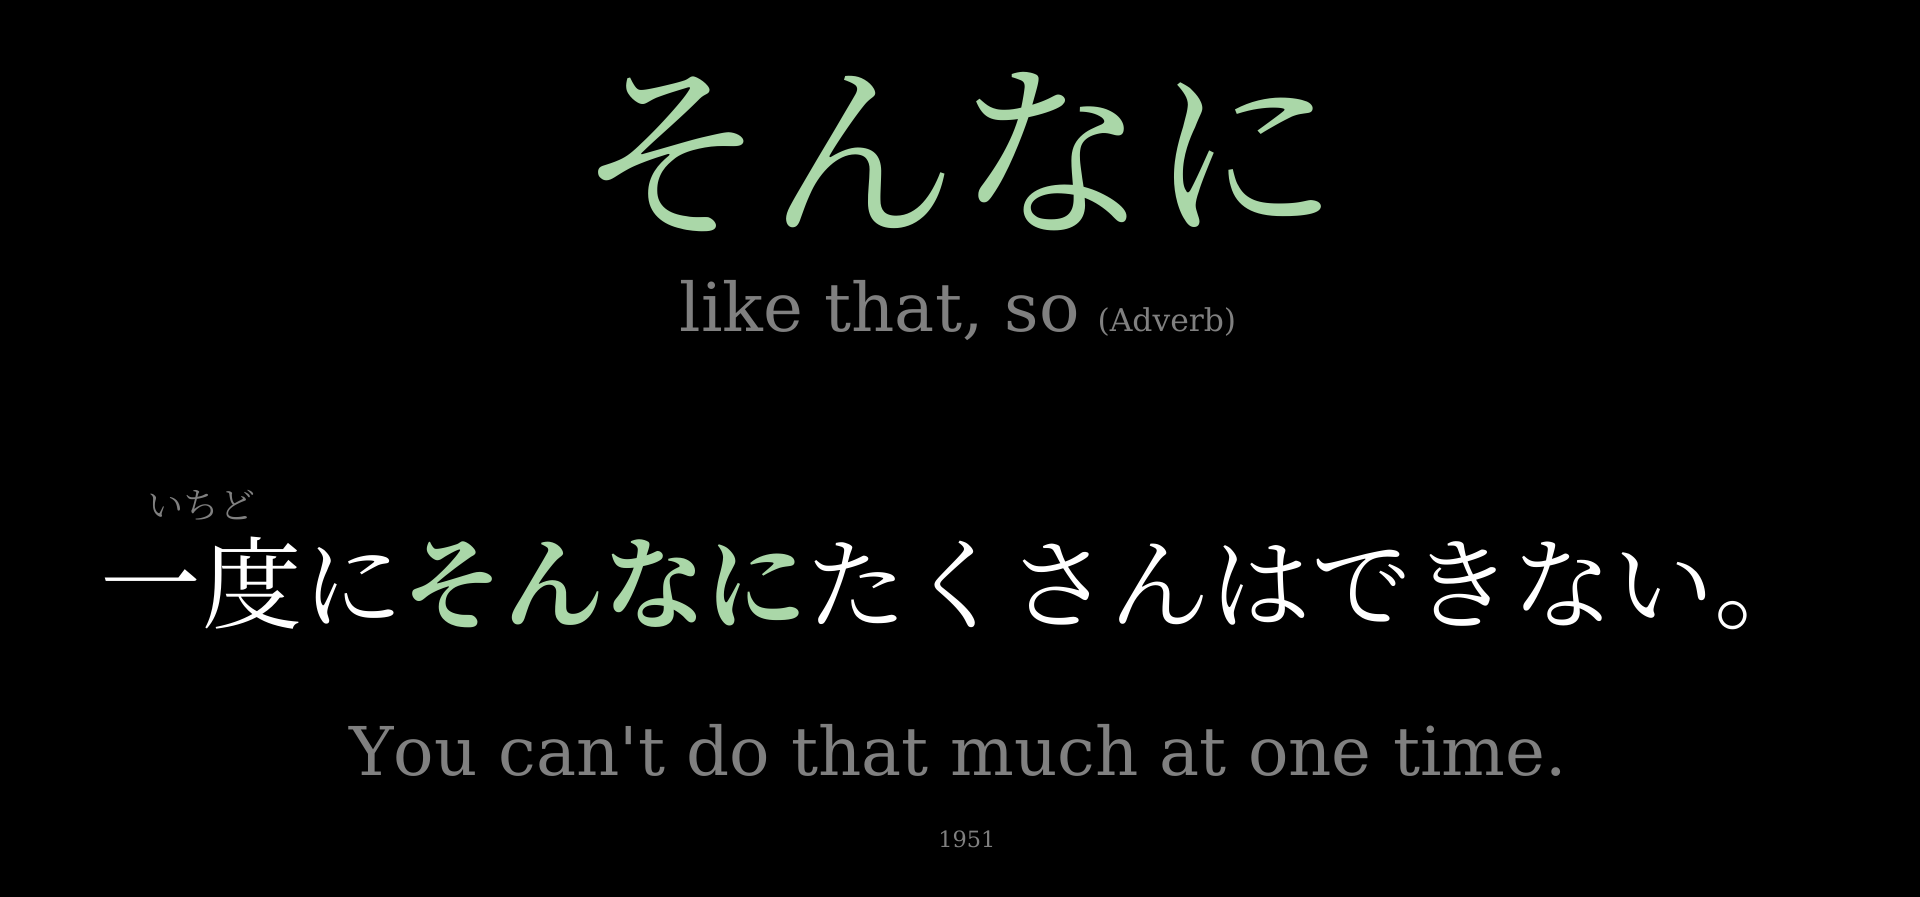 そんなに
like that, so (Adverb)
いちど
一度にそんなにたくさんはできない。
You can't do that much at one time.
1951